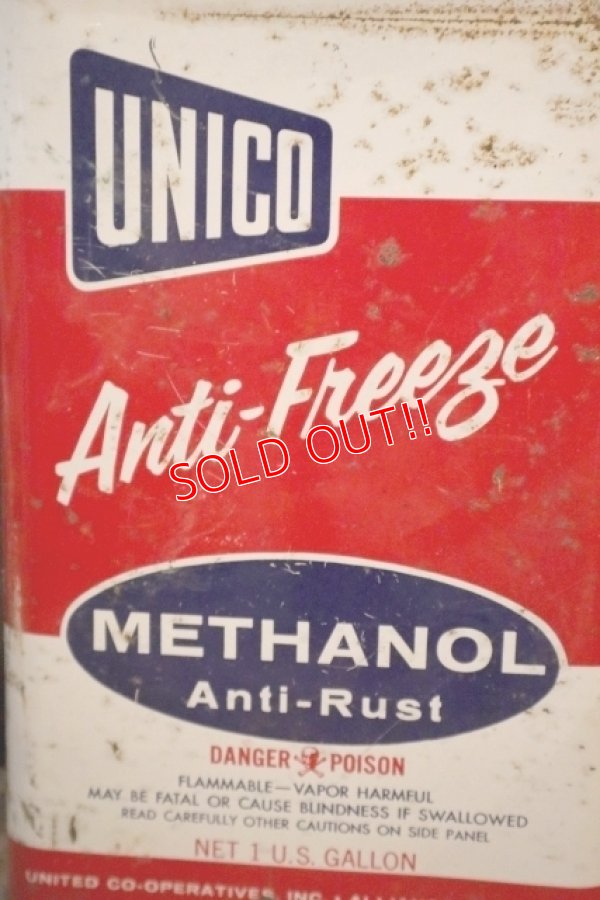 UNICO
Anti-Freeze
SOLD OUT!!
METHANOL
Anti-Rust
DANGER POISON
FLAMMABLE—VAPOR HARMFUL
MAY BE FATAL OR CAUSE BLINDNESS IF SWALLOWED
READ CAREFULLY OTHER CAUTIONS ON SIDE PANEL
NET 1 U.S. GALLON
UNITED CO-OPERATIVES, INC.